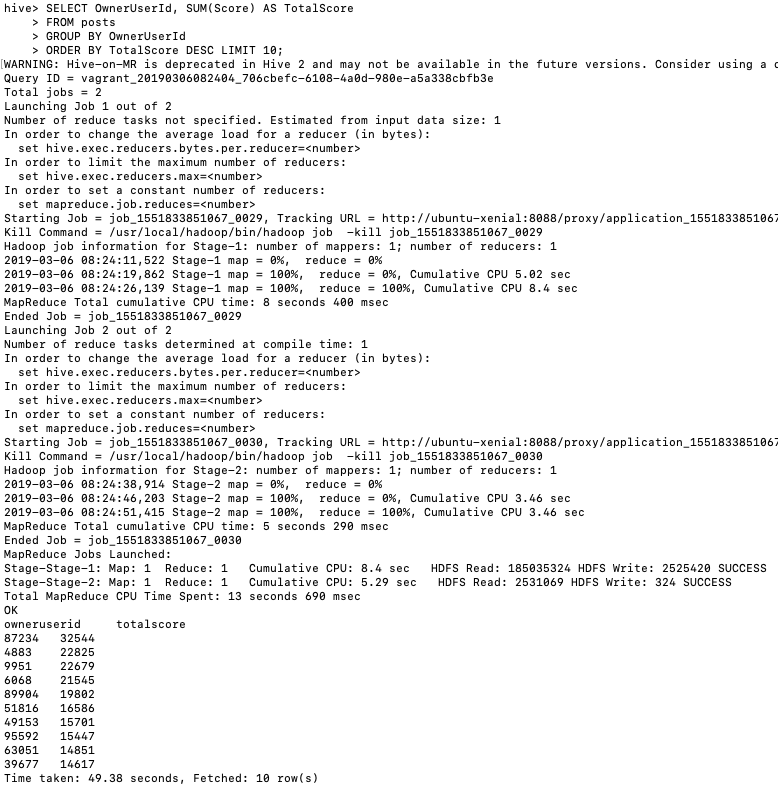 hive> SELECT OwnerUserId, SUM(Score) AS TotalScore
    > FROM posts
    > GROUP BY OwnerUserId
    > ORDER BY TotalScore DESC LIMIT 10;
WARNING: Hive-on-MR is deprecated in Hive 2 and may not be available in the future versions. Consider using a
Query ID = vagrant_20190306082404_706cbefc-6108-4a0d-980e-a5a338cbfb3e
Total jobs = 2
Launching Job 1 out of 2
Number of reduce tasks not specified. Estimated from input data size: 1
In order to change the average load for a reducer (in bytes):
  set hive.exec.reducers.bytes.per.reducer=<number>
In order to limit the maximum number of reducers:
  set hive.exec.reducers.max=<number>
In order to set a constant number of reducers:
  set mapreduce.job.reduces=<number>
Starting Job = job_1551833851067_0029, Tracking URL = http://ubuntu-xenial:8088/proxy/application_1551833851067
Kill Command = /usr/local/hadoop/bin/hadoop job  -kill job_1551833851067_0029
Hadoop job information for Stage-1: number of mappers: 1; number of reducers: 1
2019-03-06 08:24:11,522 Stage-1 map = 0%,  reduce = 0%
2019-03-06 08:24:19,862 Stage-1 map = 100%,  reduce = 0%, Cumulative CPU 5.02 sec
2019-03-06 08:24:26,139 Stage-1 map = 100%,  reduce = 100%, Cumulative CPU 8.4 sec
MapReduce Total cumulative CPU time: 8 seconds 400 msec
Ended Job = job_1551833851067_0029
Launching Job 2 out of 2
Number of reduce tasks determined at compile time: 1
In order to change the average load for a reducer (in bytes):
  set hive.exec.reducers.bytes.per.reducer=<number>
In order to limit the maximum number of reducers:
  set hive.exec.reducers.max=<number>
In order to set a constant number of reducers:
  set mapreduce.job.reduces=<number>
Starting Job = job_1551833851067_0030, Tracking URL = http://ubuntu-xenial:8088/proxy/application_1551833851067
Kill Command = /usr/local/hadoop/bin/hadoop job  -kill job_1551833851067_0030
Hadoop job information for Stage-2: number of mappers: 1; number of reducers: 1
2019-03-06 08:24:38,914 Stage-2 map = 0%,  reduce = 0%
2019-03-06 08:24:46,203 Stage-2 map = 100%,  reduce = 0%, Cumulative CPU 3.46 sec
2019-03-06 08:24:51,415 Stage-2 map = 100%,  reduce = 100%, Cumulative CPU 3.46 sec
MapReduce Total cumulative CPU time: 5 seconds 290 msec
Ended Job = job_1551833851067_0030
MapReduce Jobs Launched:
Stage-Stage-1: Map: 1  Reduce: 1   Cumulative CPU: 8.4 sec   HDFS Read: 185035324 HDFS Write: 2525420 SUCCESS
Stage-Stage-2: Map: 1  Reduce: 1   Cumulative CPU: 5.29 sec   HDFS Read: 2531069 HDFS Write: 324 SUCCESS
Total MapReduce CPU Time Spent: 13 seconds 690 msec
OK
owneruserid     totalscore
87234   32544
4883    22825
9951    22679
6068    21545
89904   19802
51816   16586
49153   15701
95592   15447
63051   14851
39677   14617
Time taken: 49.38 seconds, Fetched: 10 row(s)